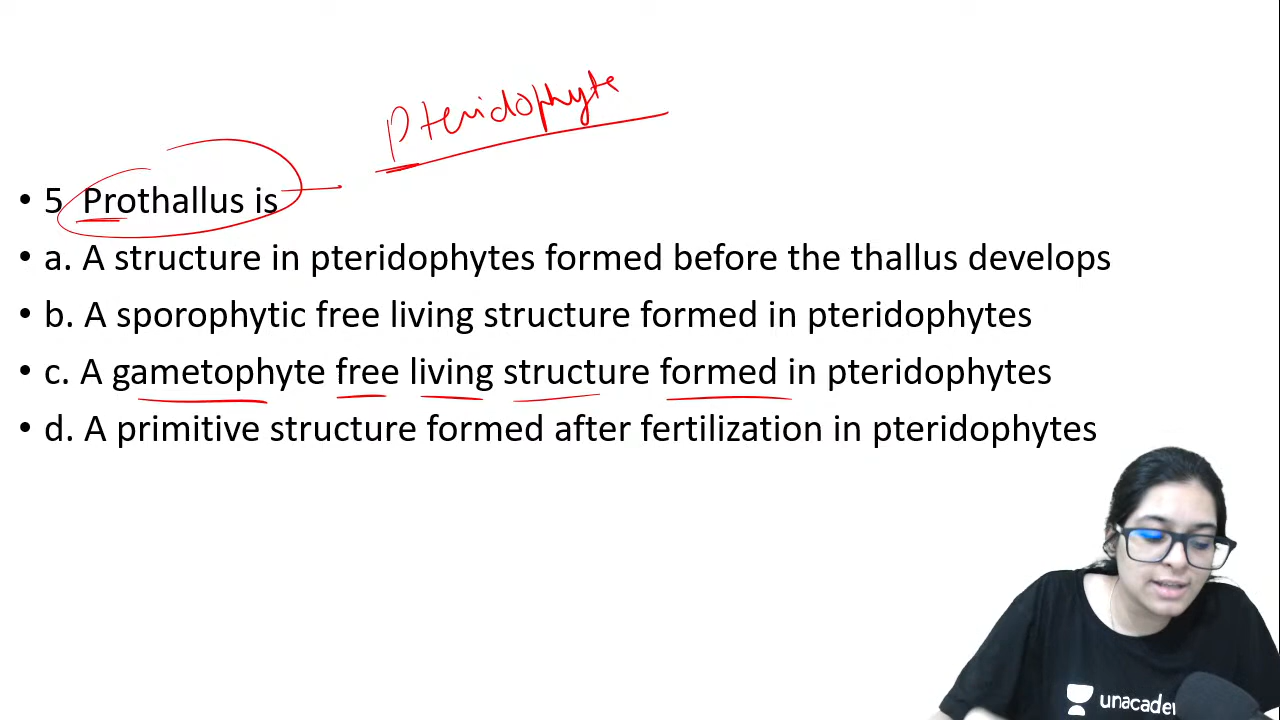 Pteridophyte
• 5 Prothallus is
• a. A structure in pteridophytes formed before the thallus develops
• b. A sporophytic free living structure formed in pteridophytes
• c. A gametophyte free living structure formed in pteridophytes
• d. A primitive structure formed after fertilization in pteridophytes
unacade